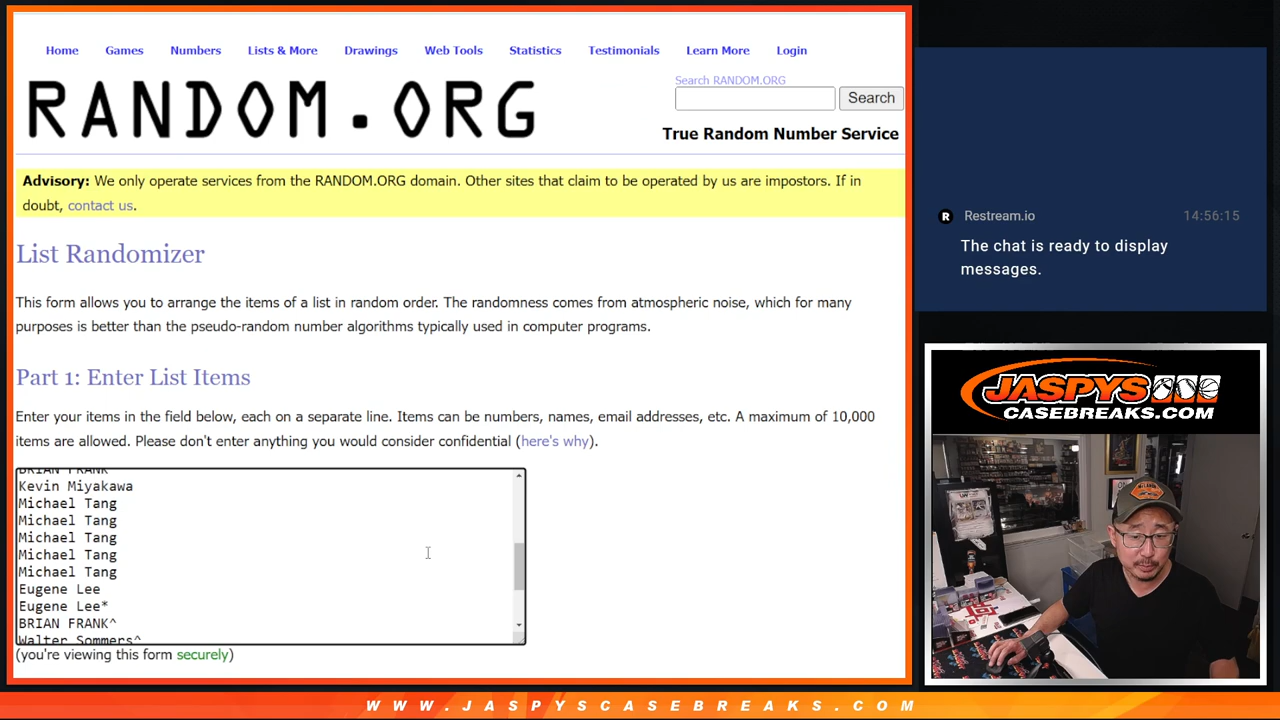 Home Games Numbers Lists & More Drawings Web Tools Statistics Testimonials Learn More Login
Search RANDOM.ORG
RANDOM.ORG
Search
True Random Number Service
Advisory: We only operate services from the RANDOM.ORG domain. Other sites that claim to be operated by us are impostors. If in
doubt, contact us.
List Randomizer
This form allows you to arrange the items of a list in random order. The randomness comes from atmospheric noise, which for many
purposes is better than the pseudo-random number algorithms typically used in computer programs.
Part 1: Enter List Items
Enter your items in the field below, each on a separate line. Items can be numbers, names, email addresses, etc. A maximum of 10,000
items are allowed. Please don't enter anything you would consider confidential (here's why).
BRIAN FRANK
Kevin Miyakawa
Michael Tang
Michael Tang
Michael Tang
Michael Tang
Michael Tang
Eugene Lee
Eugene Lee*
BRIAN FRANK^
Walter Sommers^
(you're viewing this form securely)
R Restream.io 14:56:15
The chat is ready to display
messages.
JASPYS
CASEBREAKS.COM
WWW.JASPYSCASEBREAKS.COM